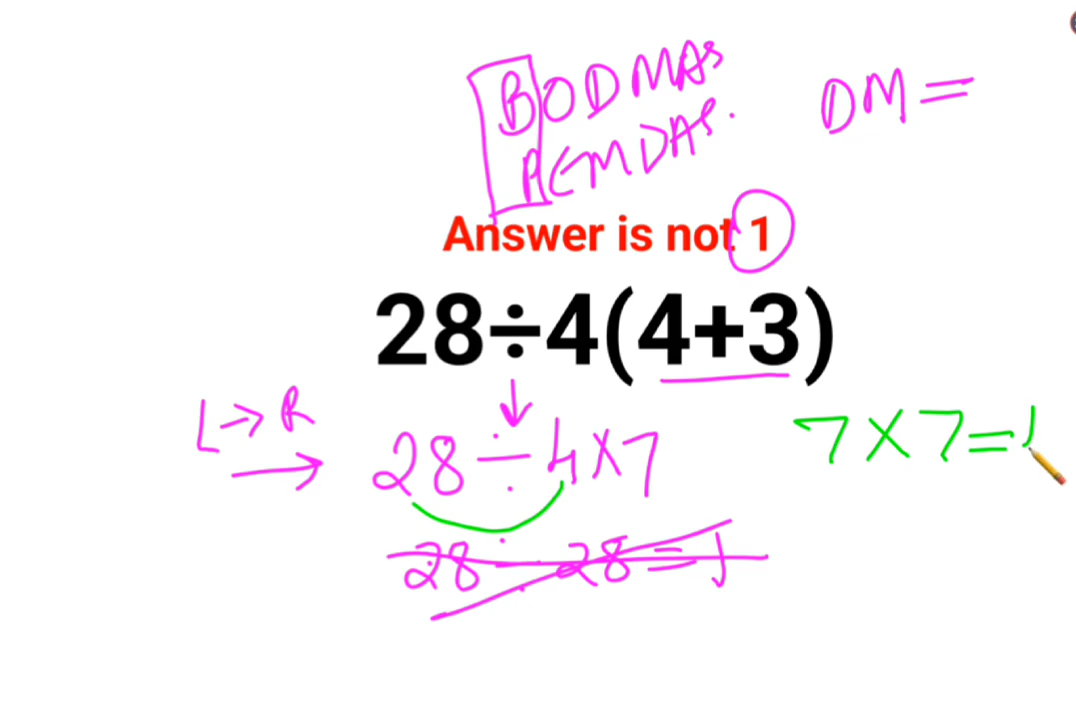 BODMAS
PEMDAS.
DM=
Answer is not 1
28÷4(4+3)
L→R
28÷4×7
7×7=
28÷28=1